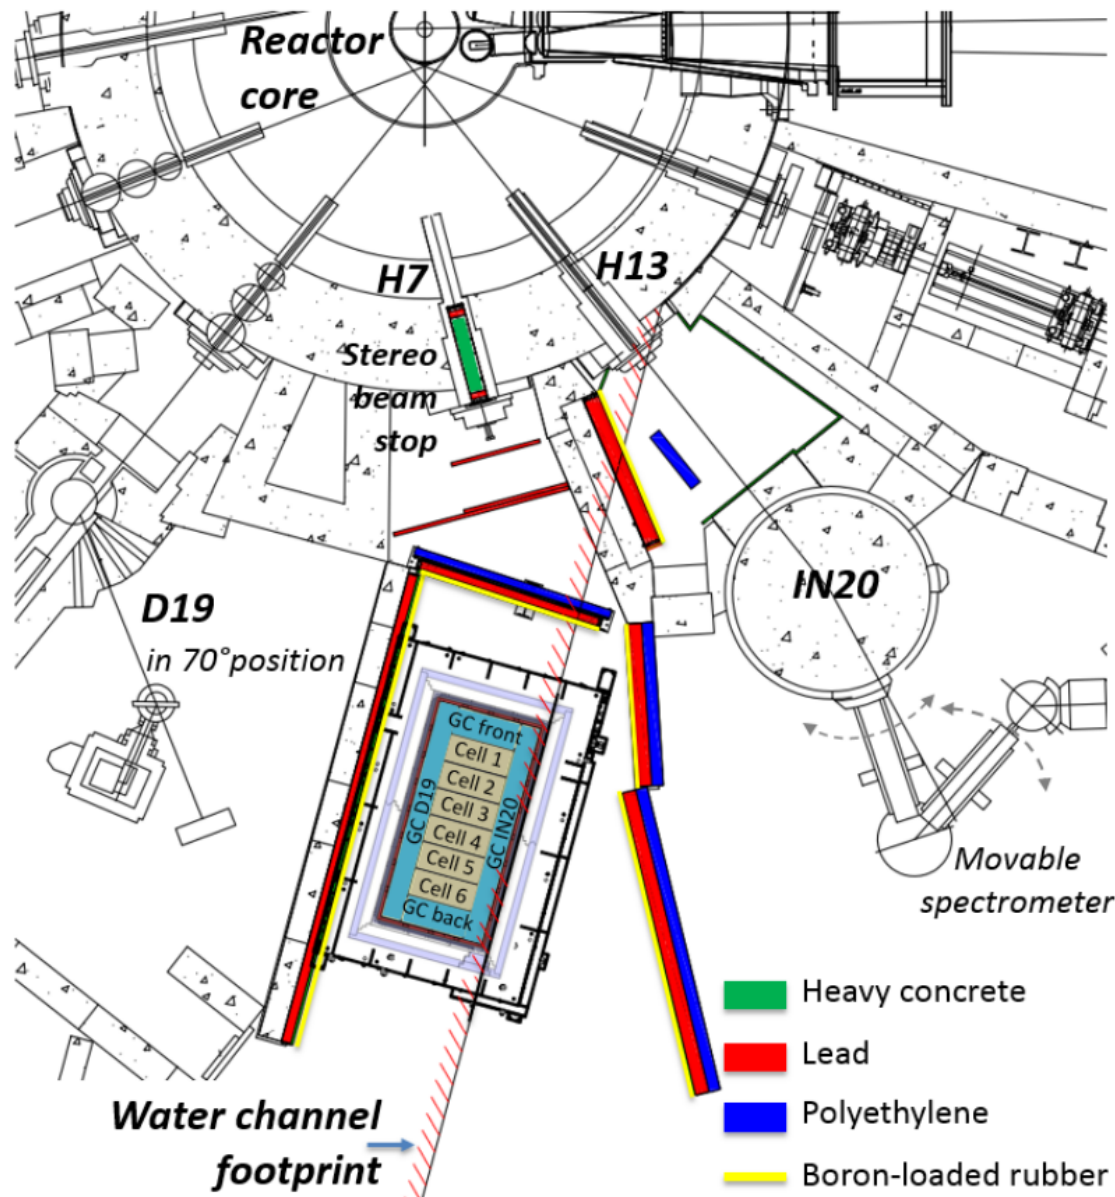 Reactor
core
H7
H13
Stereo
beam
stop
IN20
D19
in 70°position
GC front
Cell 1
Cell 2
Cell 3
Cell 4
Cell 5
Cell 6
GC D19
GC IN20
GC back
Movable
spectrometer
Heavy concrete
Lead
Polyethylene
Boron-loaded rubber
Water channel
footprint